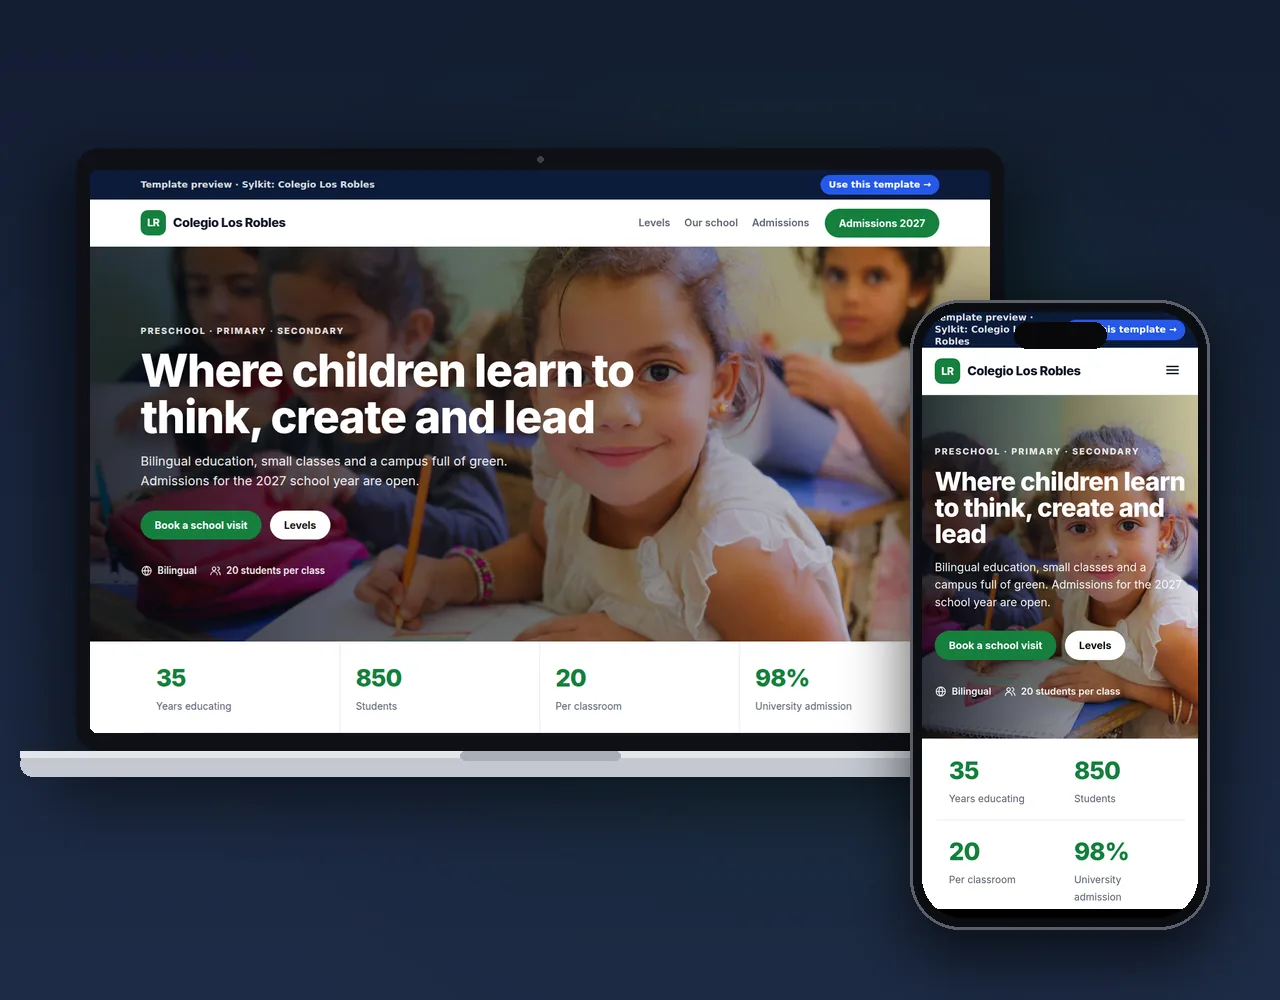 Template preview · Sylkit: Colegio Los Robles
Use this template →
LR
Colegio Los Robles
Levels
Our school
Admissions
Admissions 2027
PRESCHOOL · PRIMARY · SECONDARY
Where children learn to
think, create and lead
Bilingual education, small classes and a campus full of green.
Admissions for the 2027 school year are open.
Book a school visit
Levels
Bilingual
20 students per class
35
Years educating
850
Students
20
Per classroom
98%
University admission
preview ·
Sylkit: Colegio
Robles
template →
LR
Colegio Los Robles
PRESCHOOL · PRIMARY · SECONDARY
Where children learn
to think, create and
lead
Bilingual education, small classes and a
campus full of green. Admissions for the 2027
school year are open.
Book a school visit
Levels
Bilingual
20 students per class
35
Years educating
850
Students
20
Per classroom
98%
University
admission